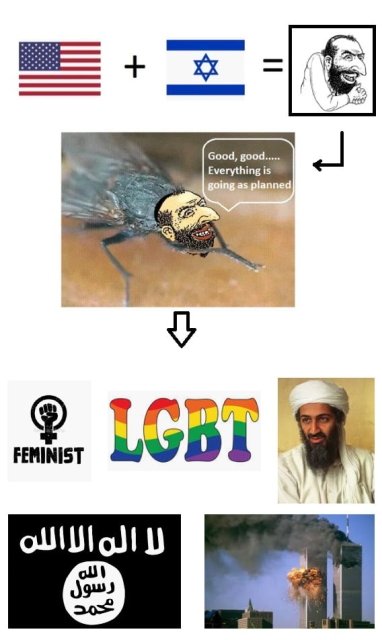 Good, good.....
Everything is
going as planned
FEMINIST
LGBT
لا اله الا الله
الله
رسول
محمد